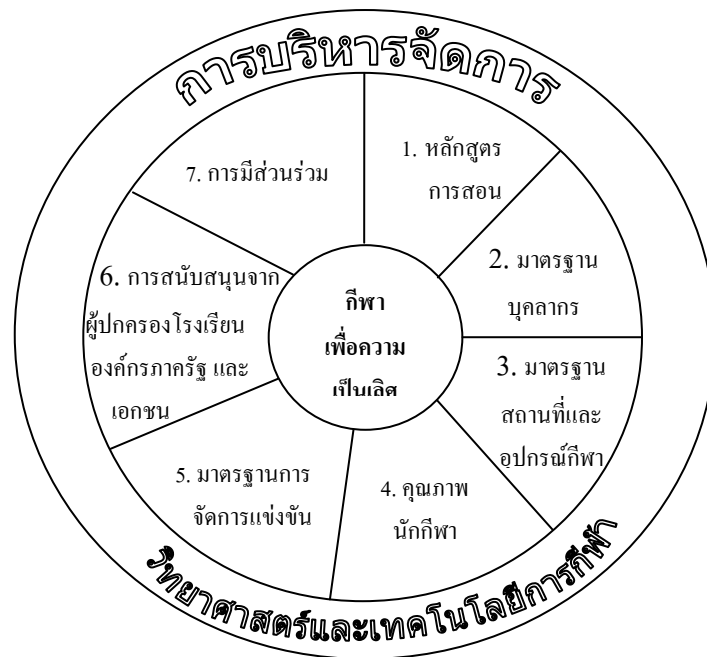 การบริหารจัดการ
1. หลักสูตร
การสอน
2. มาตรฐาน
บุคลากร
3. มาตรฐาน
สถานที่และ
อุปกรณ์กีฬา
4. คุณภาพ
นักกีฬา
5. มาตรฐานการ
จัดการแข่งขัน
6. การสนับสนุนจาก
ผู้ปกครองโรงเรียน
องค์กรภาครัฐ และ
เอกชน
7. การมีส่วนร่วม
กีฬา
เพื่อความ
เป็นเลิศ
วิทยาศาสตร์และเทคโนโลยีการกีฬา